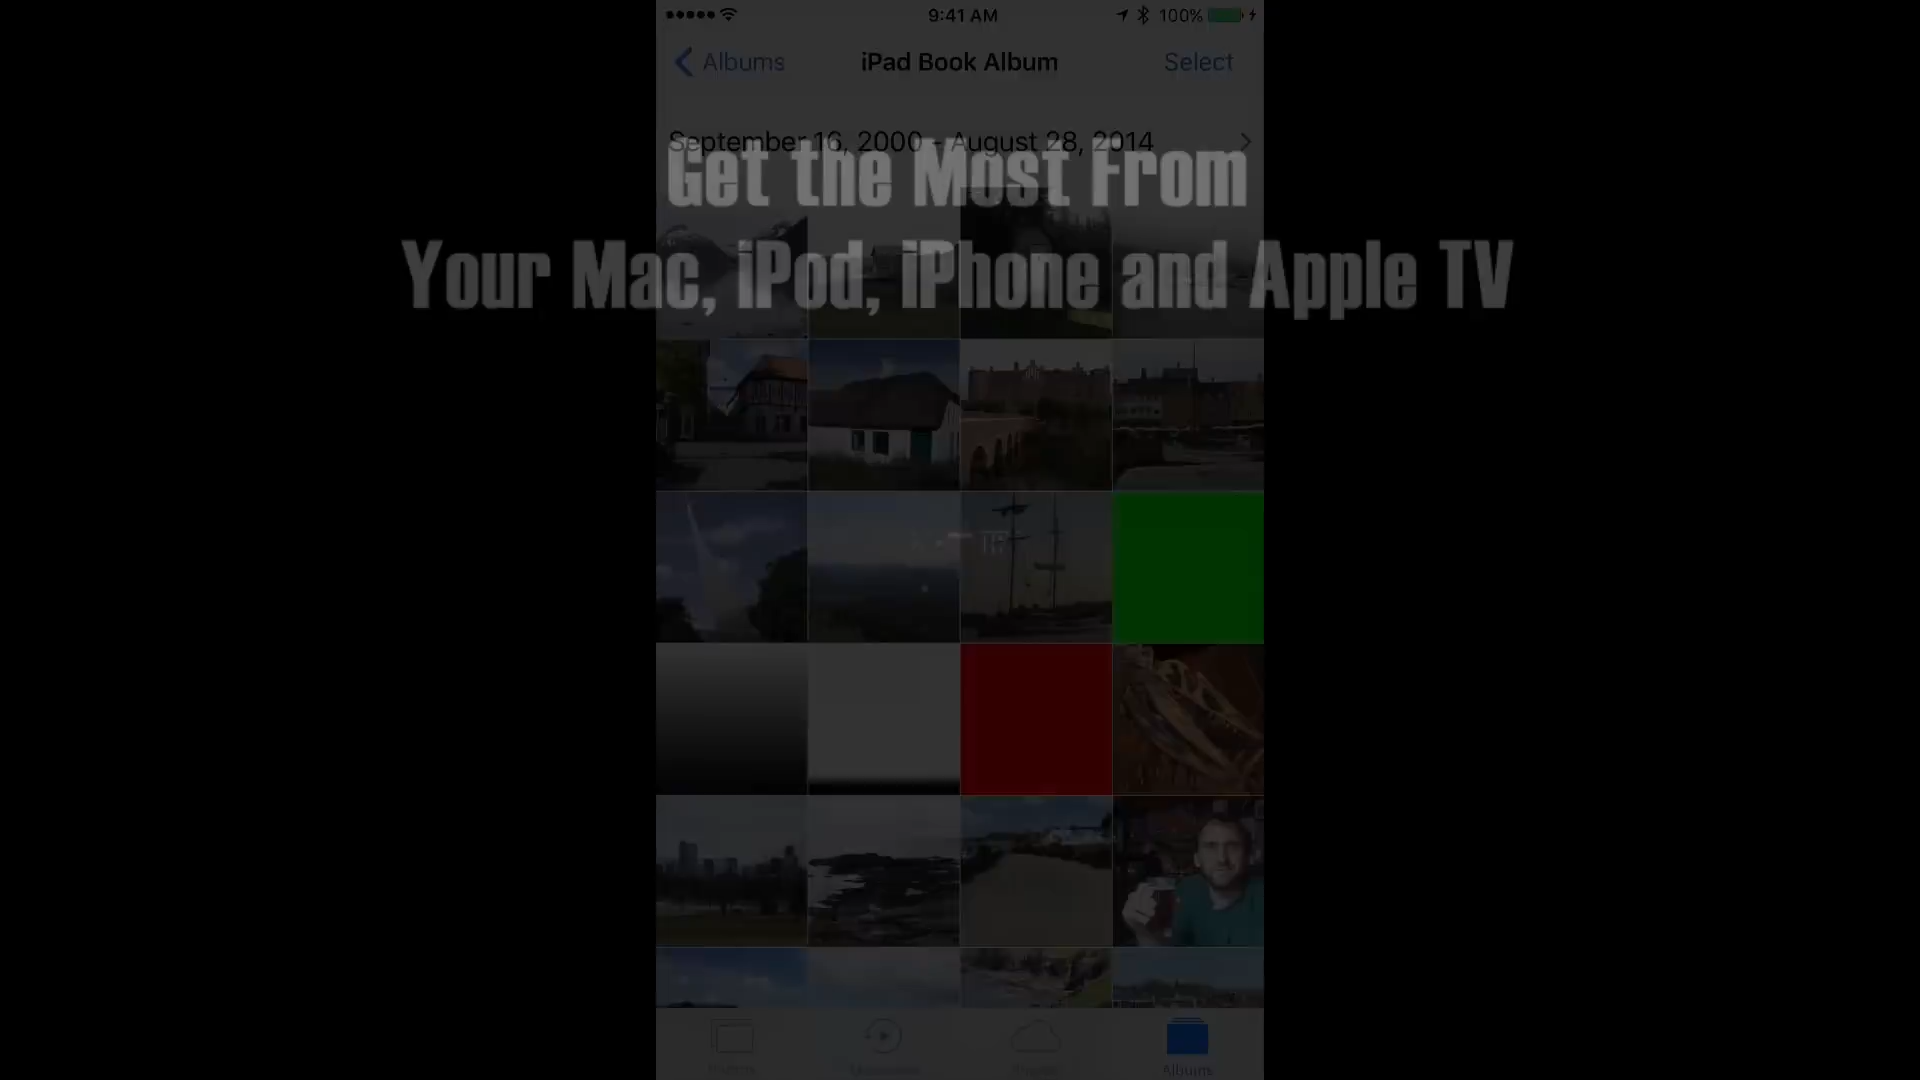 9:41 AM
100%
Albums
iPad Book Album
Select
September 16, 2000 - August 28, 2014
Get the Most From
Your Mac, iPod, iPhone and Apple TV
Albums